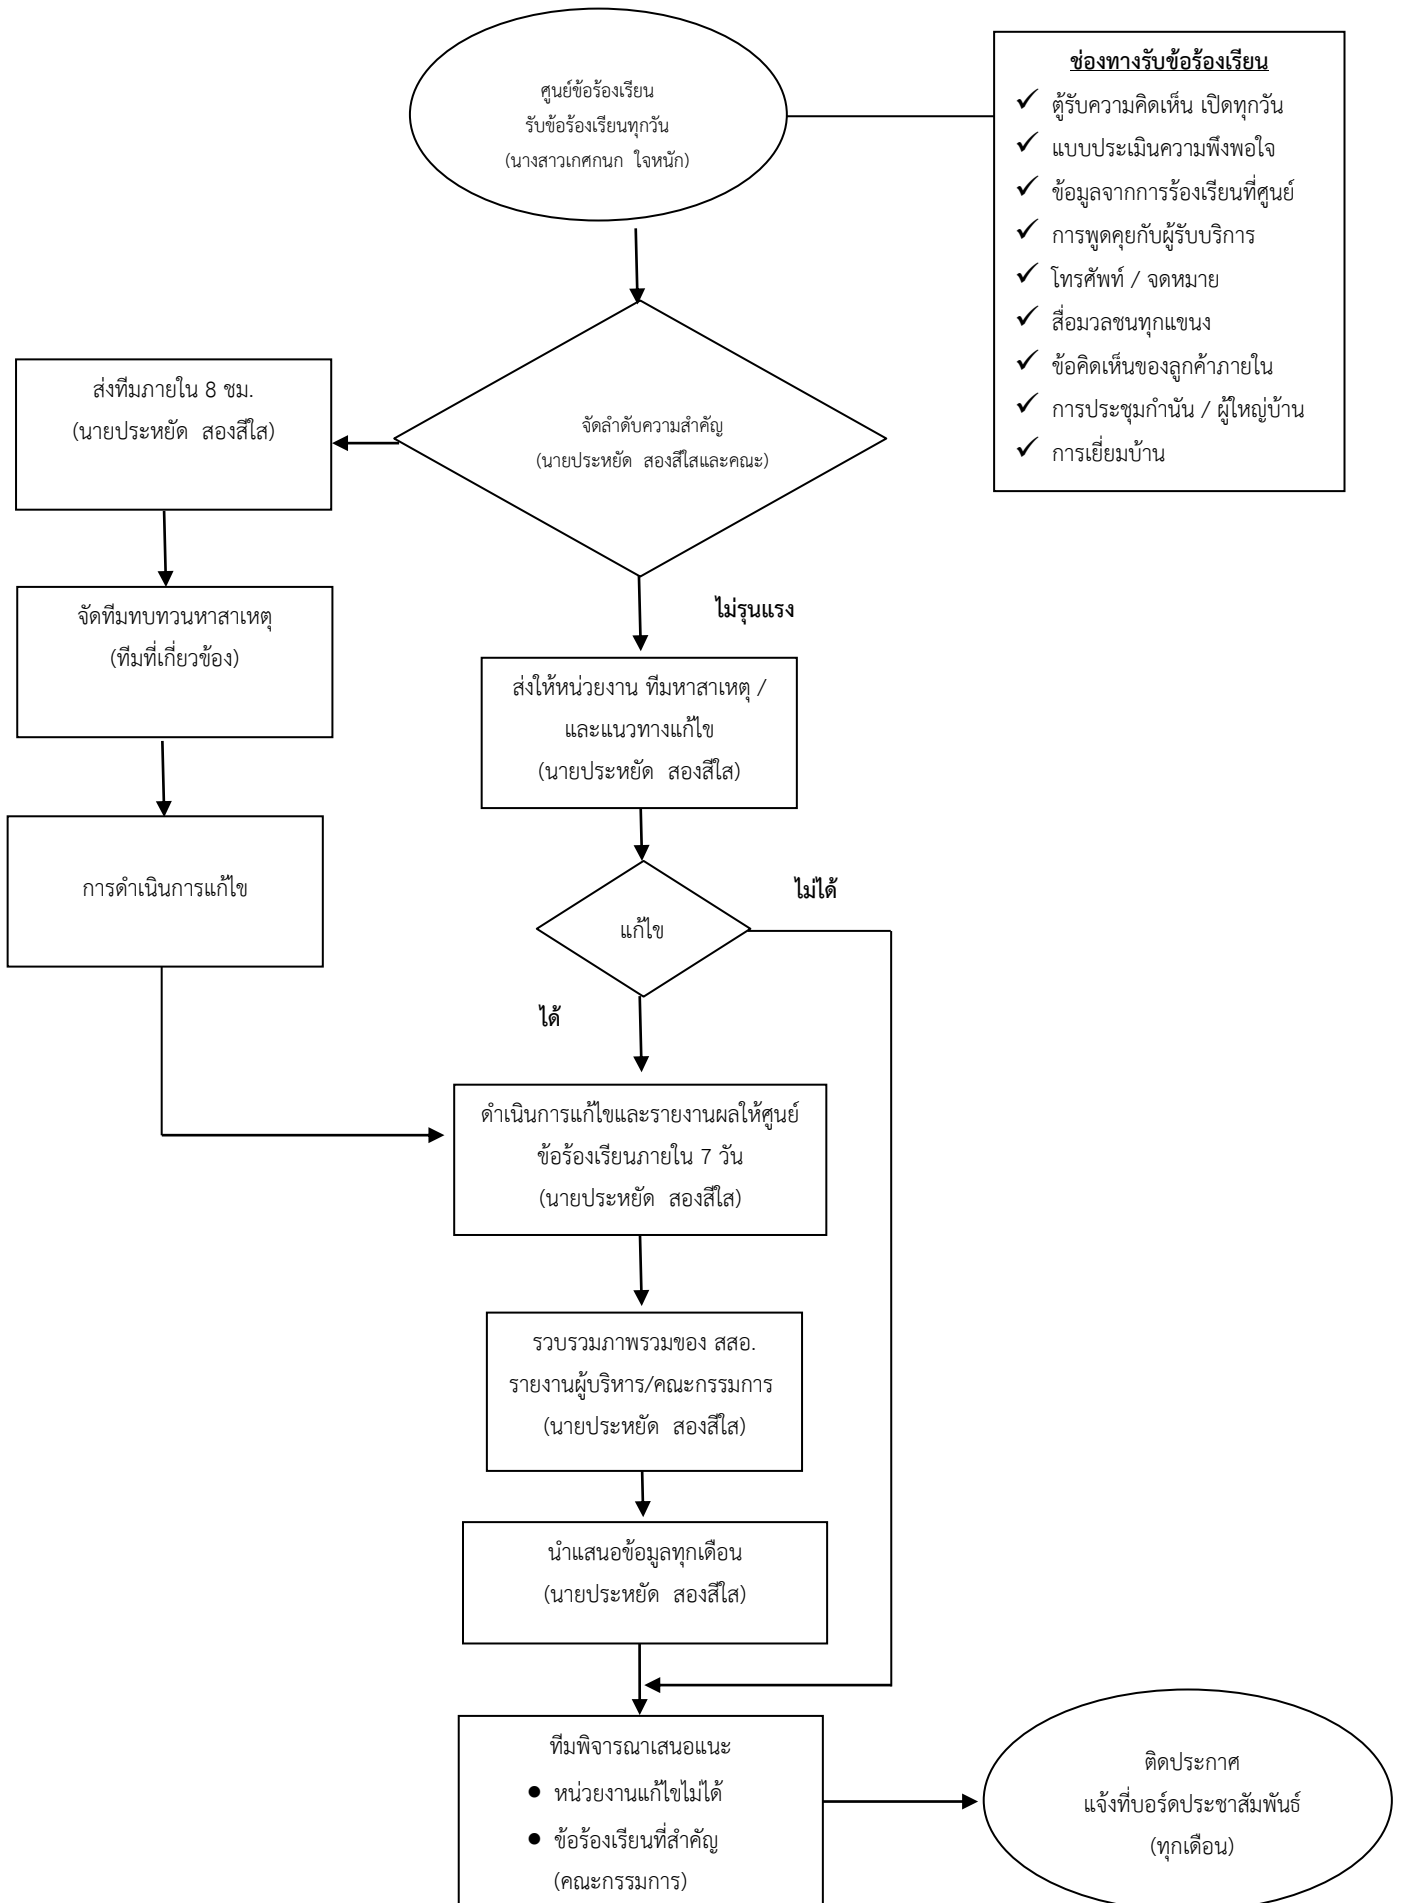 ศูนย์ข้อร้องเรียน
รับข้อร้องเรียนทุกวัน
(นางสาวเกศกนก ใจหนัก)
ช่องทางรับข้อร้องเรียน
✓ ตู้รับความคิดเห็น เปิดทุกวัน
✓ แบบประเมินความพึงพอใจ
✓ ข้อมูลจากการร้องเรียนที่ศูนย์
✓ การพูดคุยกับผู้รับบริการ
✓ โทรศัพท์ / จดหมาย
✓ สื่อมวลชนทุกแขนง
✓ ข้อคิดเห็นของลูกค้าภายใน
✓ การประชุมกำนัน / ผู้ใหญ่บ้าน
✓ การเยี่ยมบ้าน
จัดลำดับความสำคัญ
(นายประหยัด สองสีใสและคณะ)
ส่งทีมภายใน 8 ชม.
(นายประหยัด สองสีใส)
จัดทีมทบทวนหาสาเหตุ
(ทีมที่เกี่ยวข้อง)
การดำเนินการแก้ไข
ไม่รุนแรง
ส่งให้หน่วยงาน ทีมหาสาเหตุ /
และแนวทางแก้ไข
(นายประหยัด สองสีใส)
แก้ไข
ไม่ได้
ได้
ดำเนินการแก้ไขและรายงานผลให้ศูนย์
ข้อร้องเรียนภายใน 7 วัน
(นายประหยัด สองสีใส)
รวบรวมภาพรวมของ สสอ.
รายงานผู้บริหาร/คณะกรรมการ
(นายประหยัด สองสีใส)
นำแสนอข้อมูลทุกเดือน
(นายประหยัด สองสีใส)
ทีมพิจารณาเสนอแนะ
● หน่วยงานแก้ไขไม่ได้
● ข้อร้องเรียนที่สำคัญ
(คณะกรรมการ)
ติดประกาศ
แจ้งที่บอร์ดประชาสัมพันธ์
(ทุกเดือน)